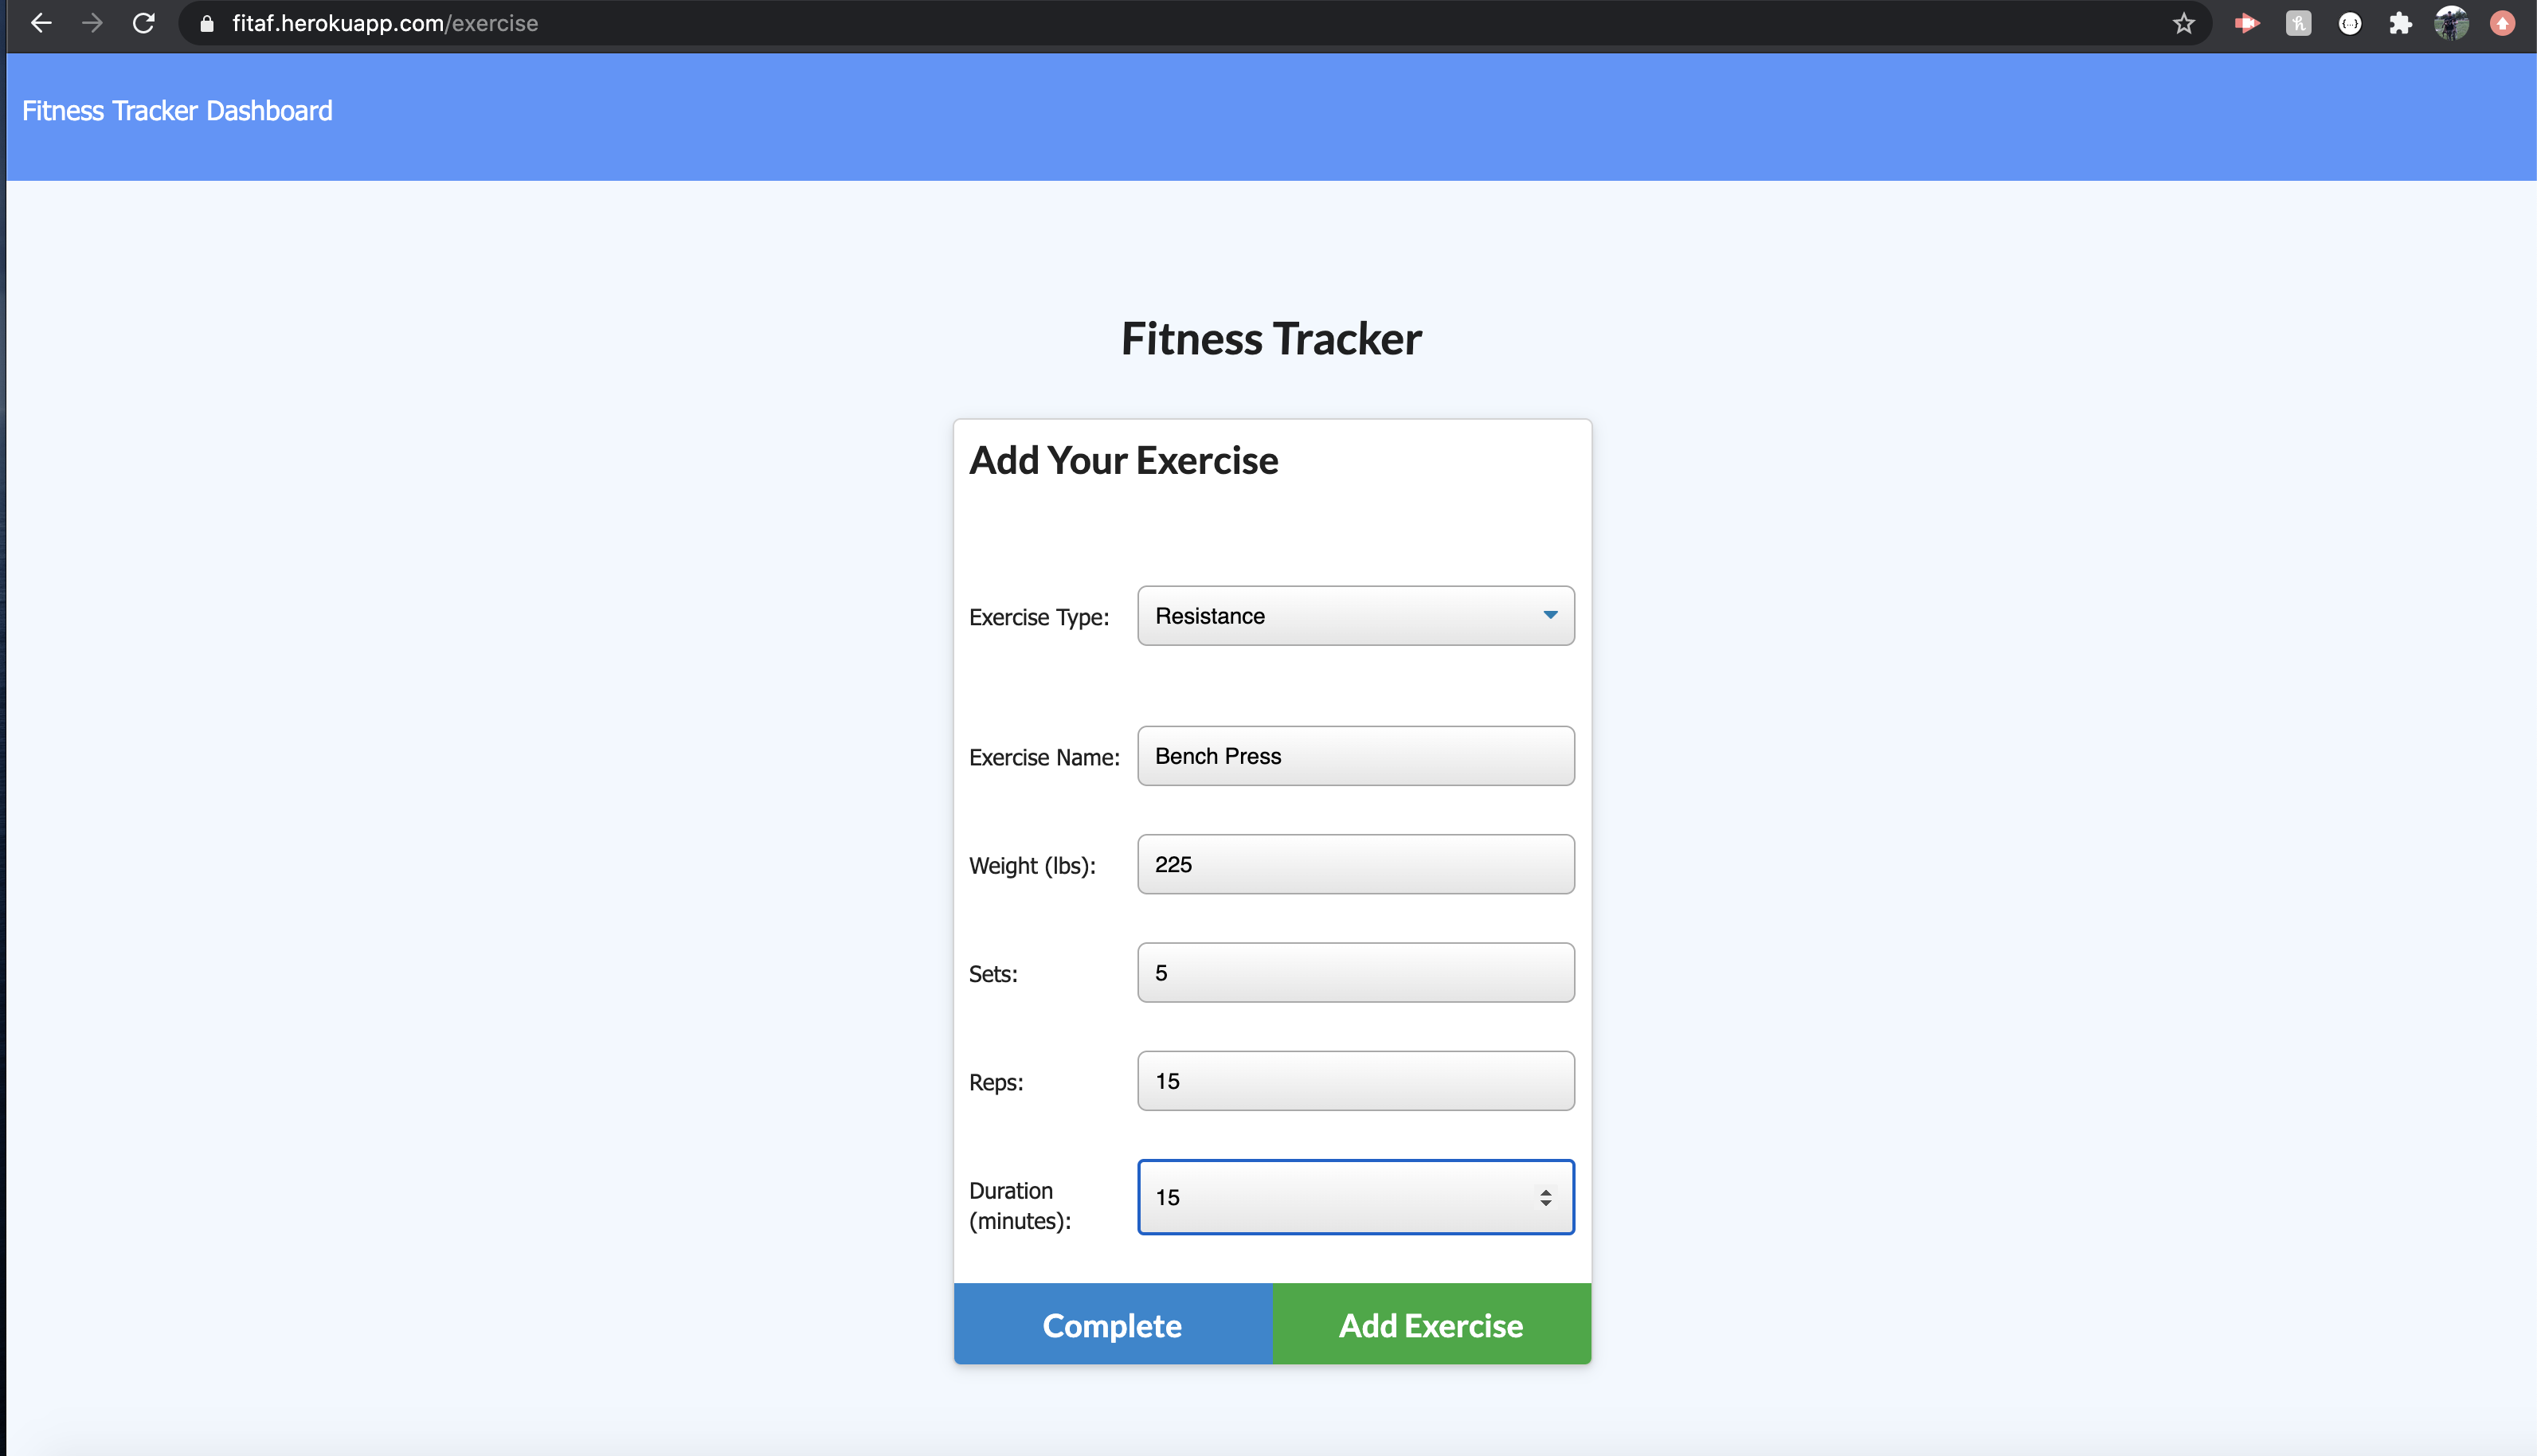 fitaf.herokuapp.com/exercise
Fitness Tracker Dashboard
Fitness Tracker
Add Your Exercise
Exercise Type: Resistance
Exercise Name: Bench Press
Weight (lbs): 225
Sets: 5
Reps: 15
Duration
(minutes): 15
Complete Add Exercise